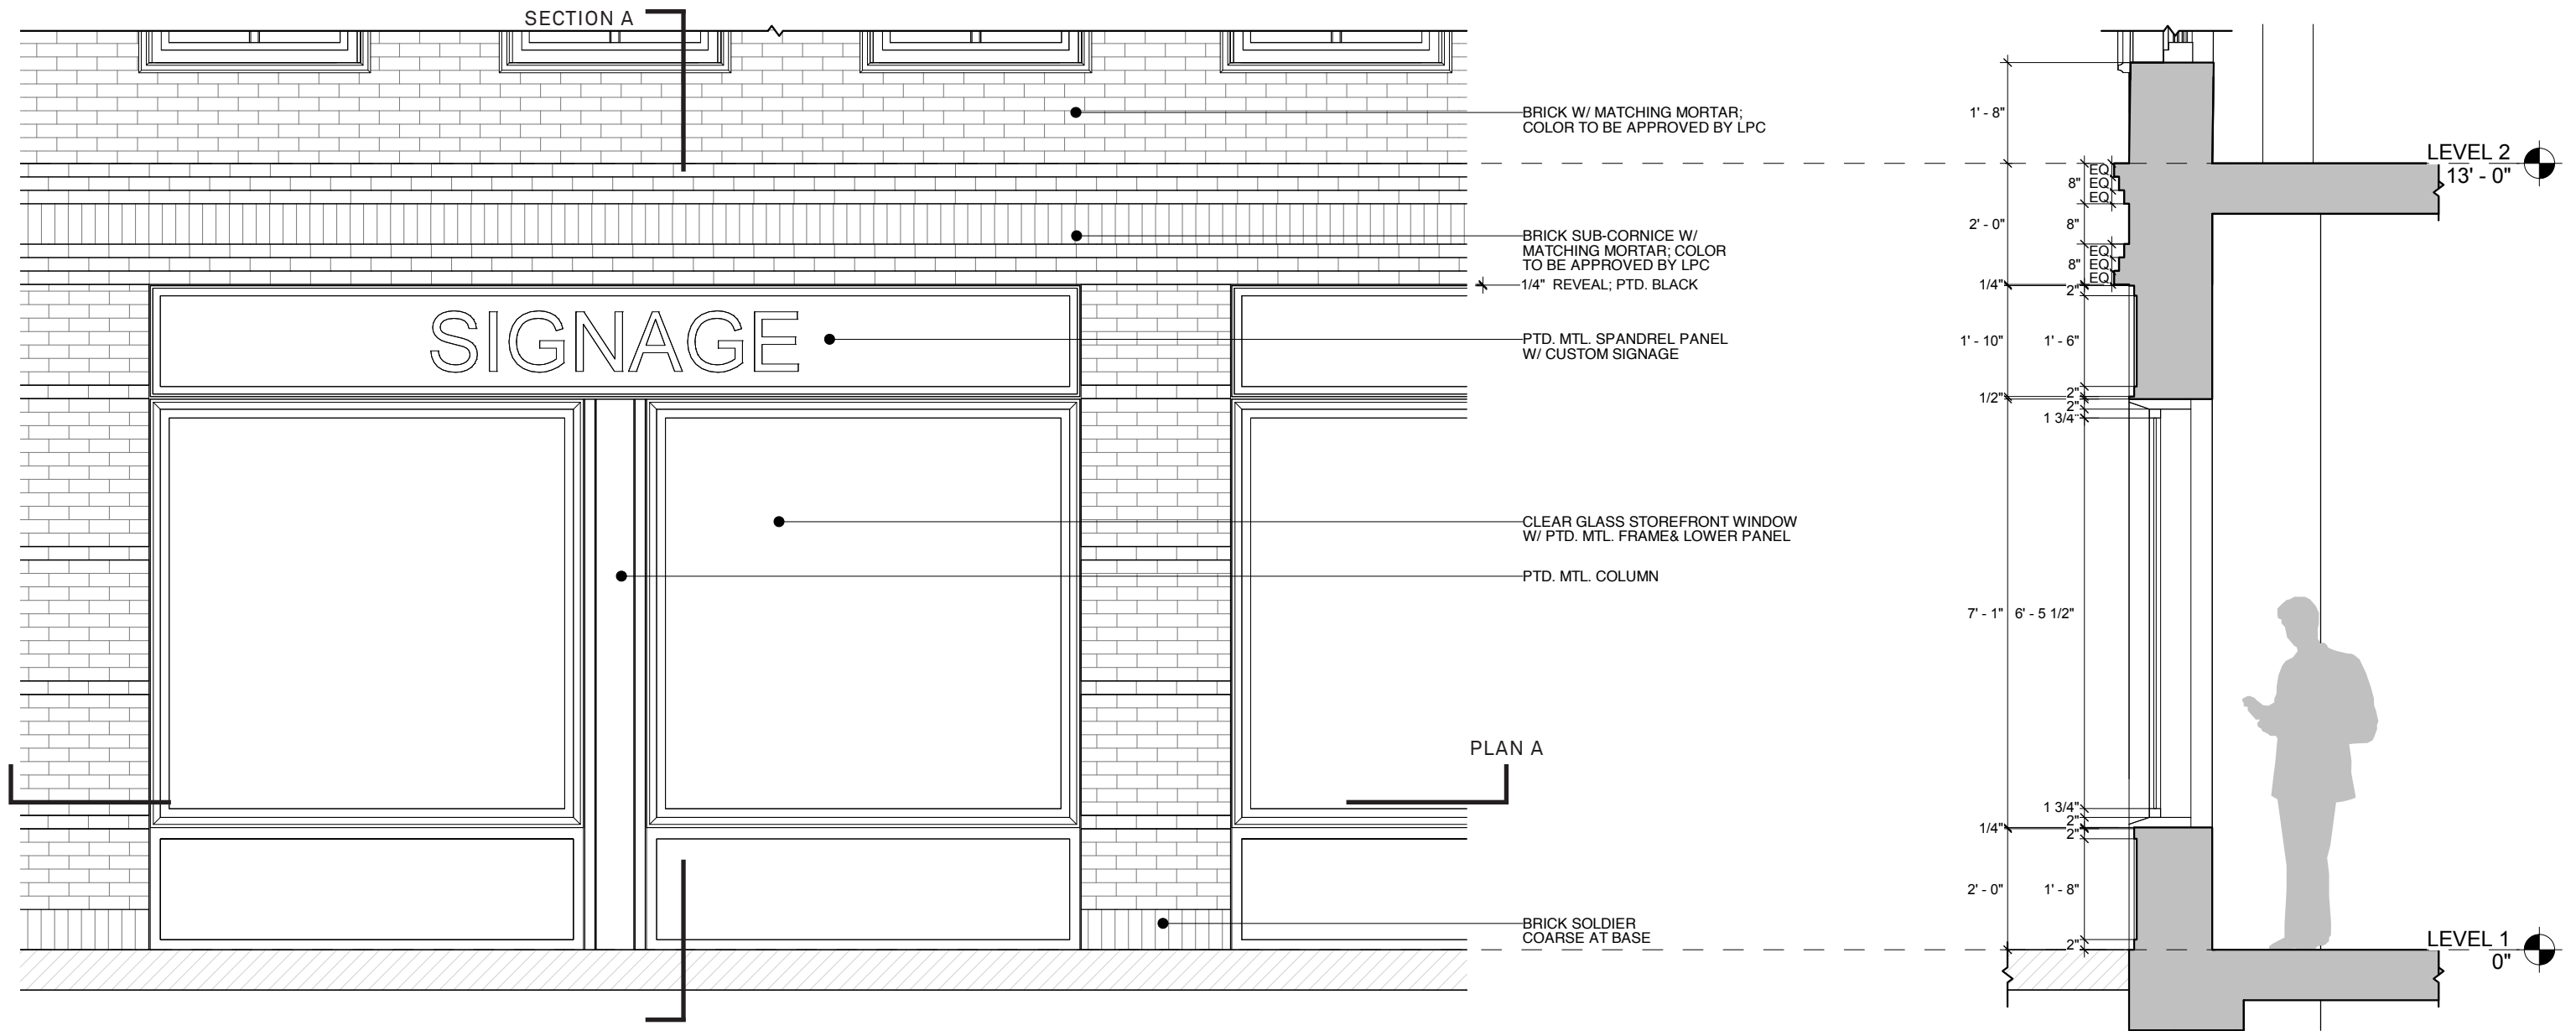 SECTION A
BRICK W/ MATCHING MORTAR;
COLOR TO BE APPROVED BY LPC
BRICK SUB-CORNICE W/
MATCHING MORTAR; COLOR
TO BE APPROVED BY LPC
1/4" REVEAL; PTD. BLACK
SIGNAGE
PTD. MTL. SPANDREL PANEL
W/ CUSTOM SIGNAGE
CLEAR GLASS STOREFRONT WINDOW
W/ PTD. MTL. FRAME& LOWER PANEL
PTD. MTL. COLUMN
PLAN A
BRICK SOLDIER
COARSE AT BASE
1' - 8"
2' - 0"
1/4"
1' - 10"
1/2"
7' - 1"
1/4"
2' - 0"
8"
8"
8"
2"
1' - 6"
2"
2"
1 3/4"
6' - 5 1/2"
1 3/4"
2"
2"
1' - 8"
2"
EQ
EQ
EQ
EQ
EQ
EQ
LEVEL 2
13' - 0"
LEVEL 1
0"